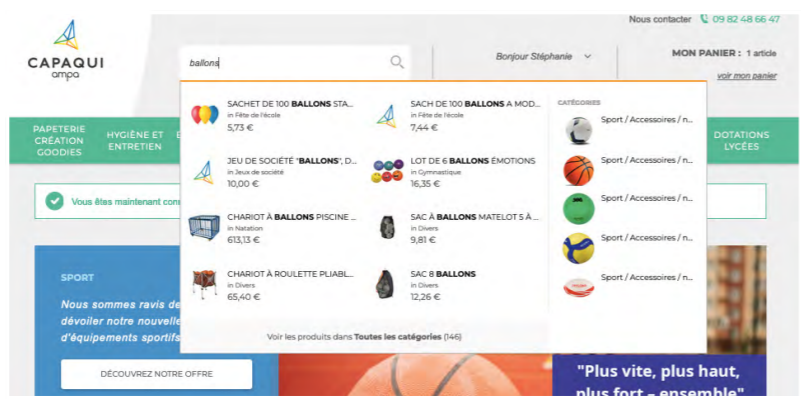 Nous contacter 09 82 48 66 47
CAPAQUI
ampa
ballons
Bonjour Stéphanie
MON PANIER : 1 article
voir mon panier
PAPETERIE
CRÉATION
GOODIES
HYGIÈNE ET
ENTRETIEN
DOTATIONS
LYCÉES
SACHET DE 100 BALLONS STA...
in Fête de l'école
5,73 €
SACH DE 100 BALLONS A MOD...
in Fête de l'école
7,44 €
JEU DE SOCIÉTÉ "BALLONS", D...
in Jeux de société
10,00 €
LOT DE 6 BALLONS ÉMOTIONS
in Gymnastique
16,35 €
CHARIOT À BALLONS PISCINE ...
in Natation
613,13 €
SAC À BALLONS MATELOT 5 À ...
in Divers
9,81 €
CHARIOT À ROULETTE PLIABL...
in Divers
65,40 €
SAC 8 BALLONS
in Divers
12,26 €
Voir les produits dans Toutes les catégories (146)
CATÉGORIES
Sport / Accessoires / n...
Sport / Accessoires / n...
Sport / Accessoires / n...
Sport / Accessoires / n...
Sport / Accessoires / n...
Vous êtes maintenant conn
SPORT
Nous sommes ravis de
dévoiler notre nouvelle
d'équipements sportifs
DÉCOUVREZ NOTRE OFFRE
"Plus vite, plus haut,
plus fort – ensemble"